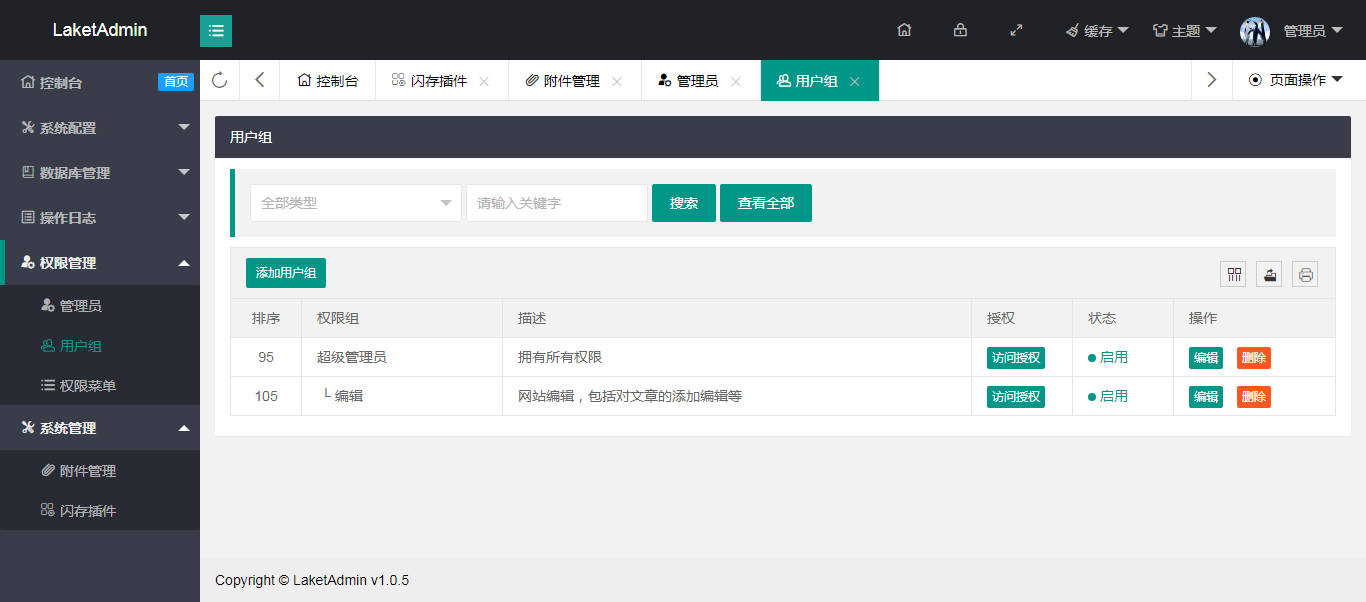 LaketAdmin
缓存
主题
管理员
控制台 首页
系统配置
数据库管理
操作日志
权限管理
管理员
用户组
权限菜单
系统管理
附件管理
闪存插件
控制台 闪存插件 附件管理 管理员 用户组 页面操作
用户组
全部类型 请输入关键字 搜索 查看全部
添加用户组
排序 权限组 描述 授权 状态 操作
95 超级管理员 拥有所有权限 访问授权 启用 编辑 删除
105 └ 编辑 网站编辑，包括对文章的添加编辑等 访问授权 启用 编辑 删除
Copyright © LaketAdmin v1.0.5